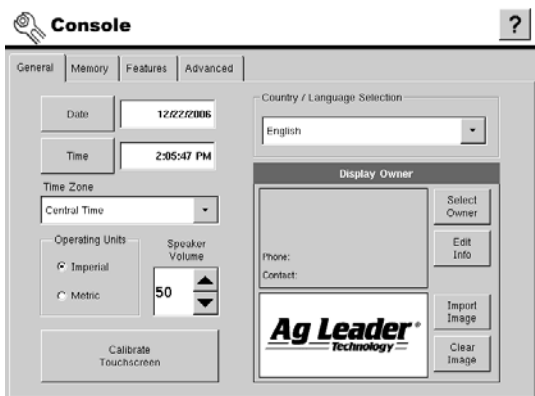 Console
?
General
Memory
Features
Advanced
Date
12/22/2006
Time
2:05:47 PM
Time Zone
Central Time
Operating Units
Imperial
Metric
Speaker
Volume
50
Calibrate
Touchscreen
Country / Language Selection
English
Display Owner
Phone:
Contact:
Select
Owner
Edit
Info
Ag Leader
Technology
Import
Image
Clear
Image